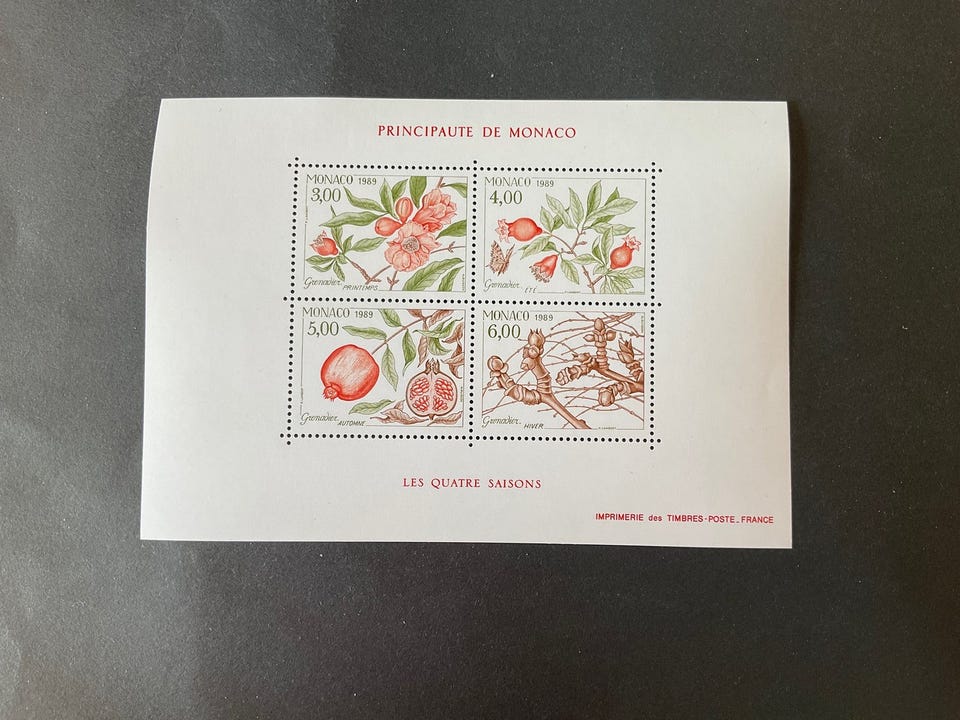 PRINCIPAUTE DE MONACO
MONACO 1989
3,00
Grenadier PRINTEMPS
MONACO 1989
4,00
Grenadier ÉTÉ
MONACO 1989
5,00
Grenadier AUTOMNE
MONACO 1989
6,00
Grenadier HIVER
LES QUATRE SAISONS
IMPRIMERIE des TIMBRES-POSTE_FRANCE